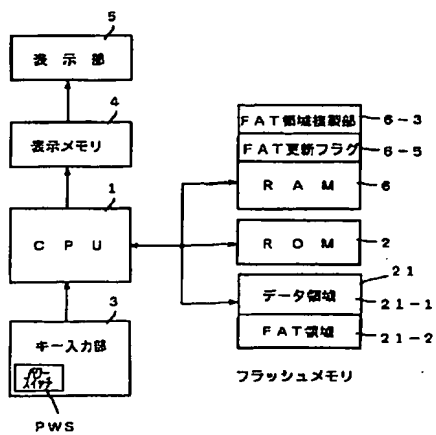 5
表示部
4
表示メモリ
1
CPU
3
キー入力部
パワー
スイッチ
PWS
FAT領域複製部
6-3
FAT更新フラグ
6-5
RAM
6
ROM
2
21
データ領域
21-1
FAT領域
21-2
フラッシュメモリ